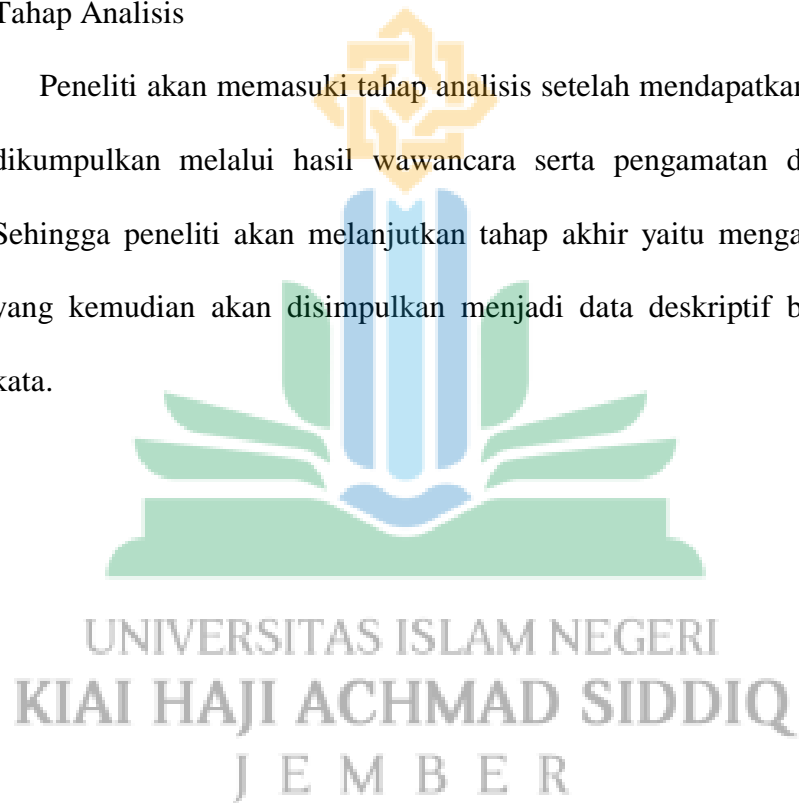 Tahap Analisis
Peneliti akan memasuki tahap analisis setelah mendapatkan
dikumpulkan melalui hasil wawancara serta pengamatan d
Sehingga peneliti akan melanjutkan tahap akhir yaitu menga
yang kemudian akan disimpulkan menjadi data deskriptif b
kata.
UNIVERSITAS ISLAM NEGERI
KIAI HAJI ACHMAD SIDDIQ
JEMBER